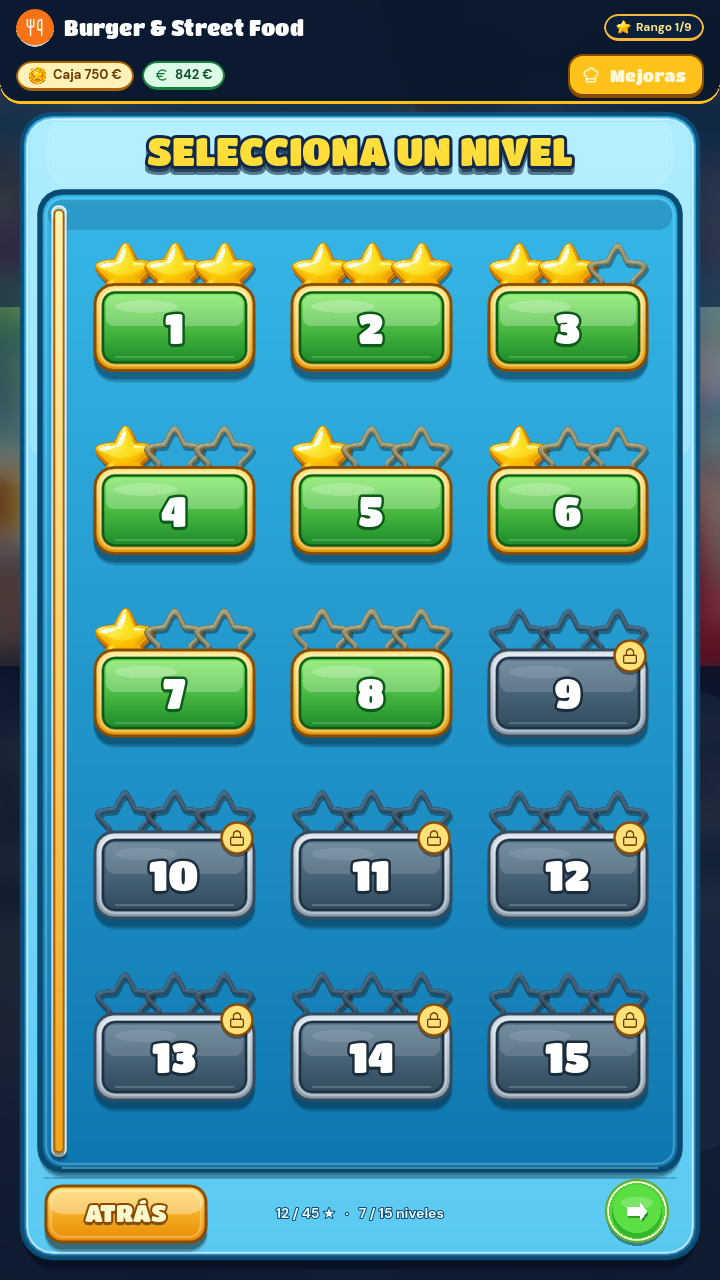 Burger & Street Food
Rango 1/9
Caja 750 €
€ 842 €
Mejoras
SELECCIONA UN NIVEL
1
2
3
4
5
6
7
8
9
10
11
12
13
14
15
ATRÁS
12 / 45 ★ · 7 / 15 niveles